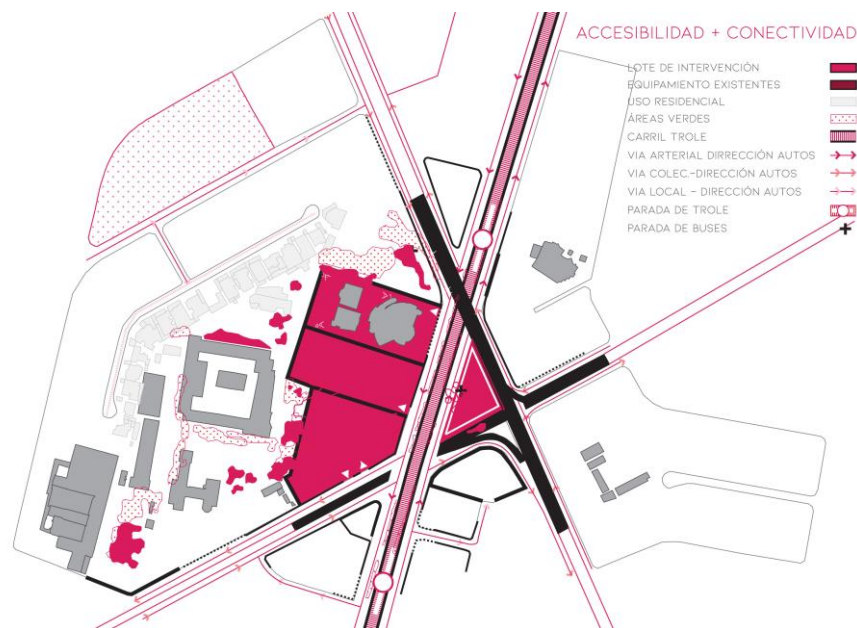 ACCESIBILIDAD + CONECTIVIDAD
LOTE DE INTERVENCIÓN
EQUIPAMIENTO EXISTENTES
USO RESIDENCIAL
ÁREAS VERDES
CARRIL TROLE
VIA ARTERIAL DIRRECCIÓN AUTOS
VIA COLEC.-DIRECCIÓN AUTOS
VIA LOCAL - DIRECCIÓN AUTOS
PARADA DE TROLE
PARADA DE BUSES